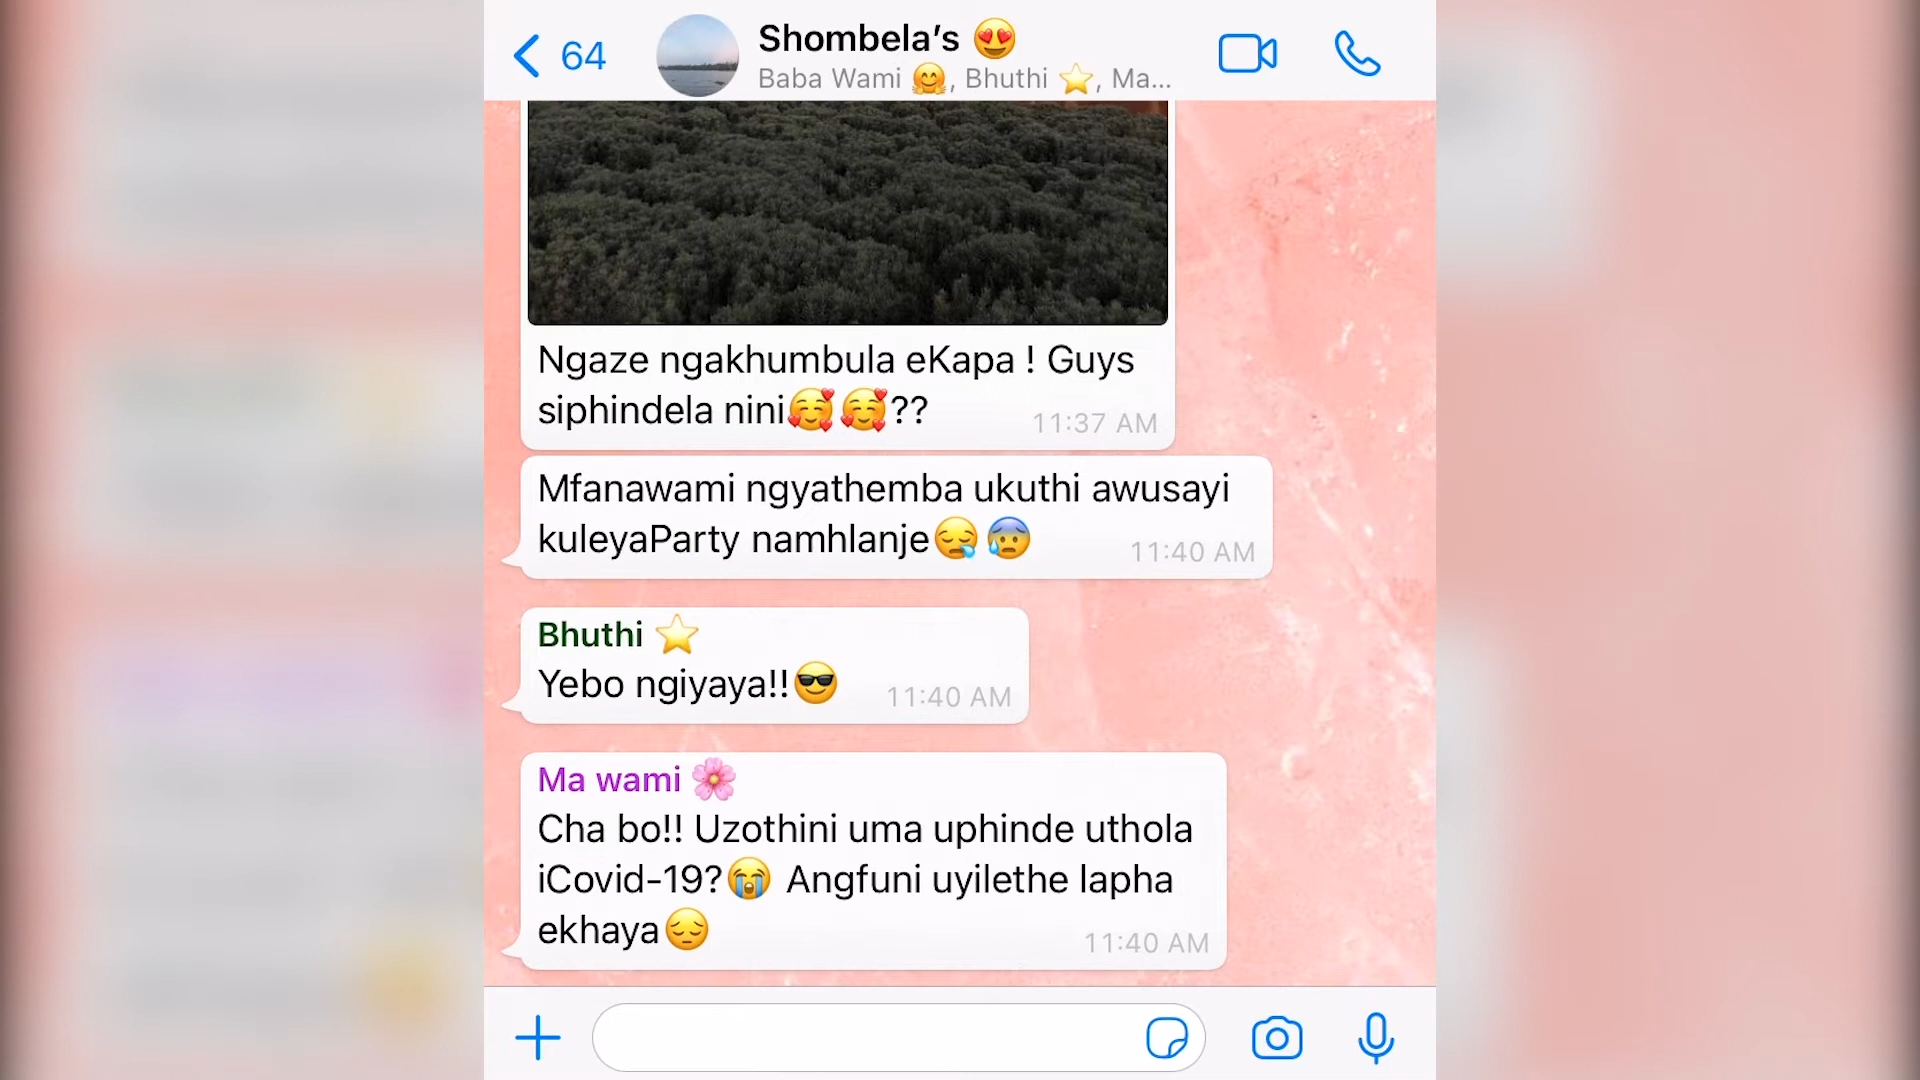 64
Shombela’s 😍
Baba Wami 🤗, Bhuthi ⭐, Ma...
Ngaze ngakhumbula eKapa ! Guys
siphindela nini🥰🥰??
11:37 AM
Mfanawami ngyathemba ukuthi awusayi
kuleyaParty namhlanje😪😰
11:40 AM
Bhuthi ⭐
Yebo ngiyaya!!😎
11:40 AM
Ma wami 🌸
Cha bo!! Uzothini uma uphinde uthola
iCovid-19?😭 Angfuni uyilethe lapha
ekhaya😔
11:40 AM